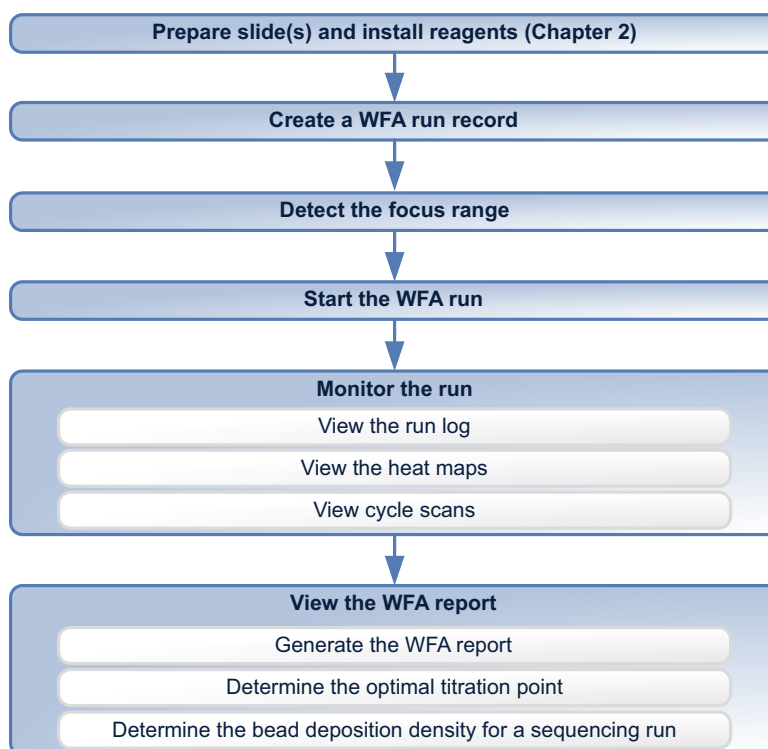 Prepare slide(s) and install reagents (Chapter 2)
Create a WFA run record
Detect the focus range
Start the WFA run
Monitor the run
View the run log
View the heat maps
View cycle scans
View the WFA report
Generate the WFA report
Determine the optimal titration point
Determine the bead deposition density for a sequencing run